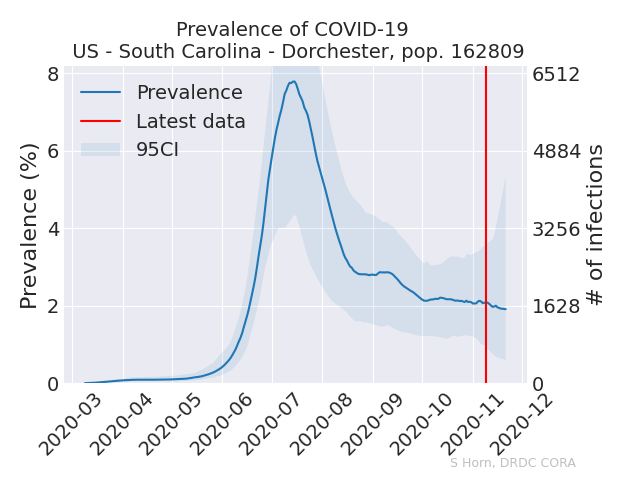 Prevalence of COVID-19
US - South Carolina - Dorchester, pop. 162809
Prevalence
Latest data
95CI
Prevalence (%)
8
6
4
2
0
6512
4884
3256
1628
0
# of infections
2020-03
2020-04
2020-05
2020-06
2020-07
2020-08
2020-09
2020-10
2020-11
2020-12
S Horn, DRDC CORA